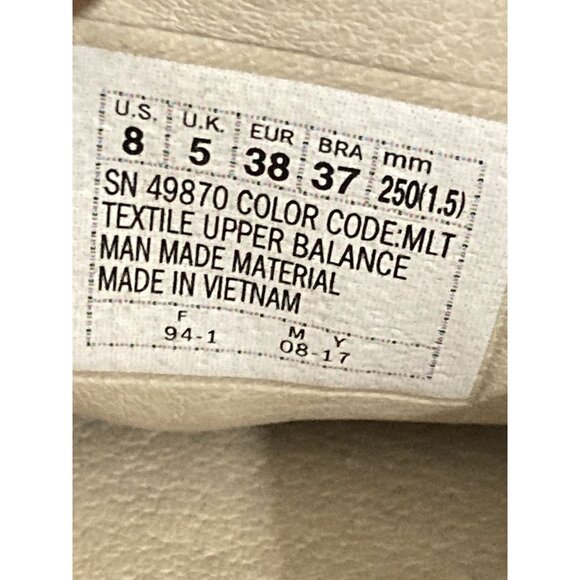 U.S. U.K. EUR BRA mm
8 5 38 37 250(1.5)
SN 49870 COLOR CODE:MLT
TEXTILE UPPER BALANCE
MAN MADE MATERIAL
MADE IN VIETNAM
F M Y
94-1 08-17